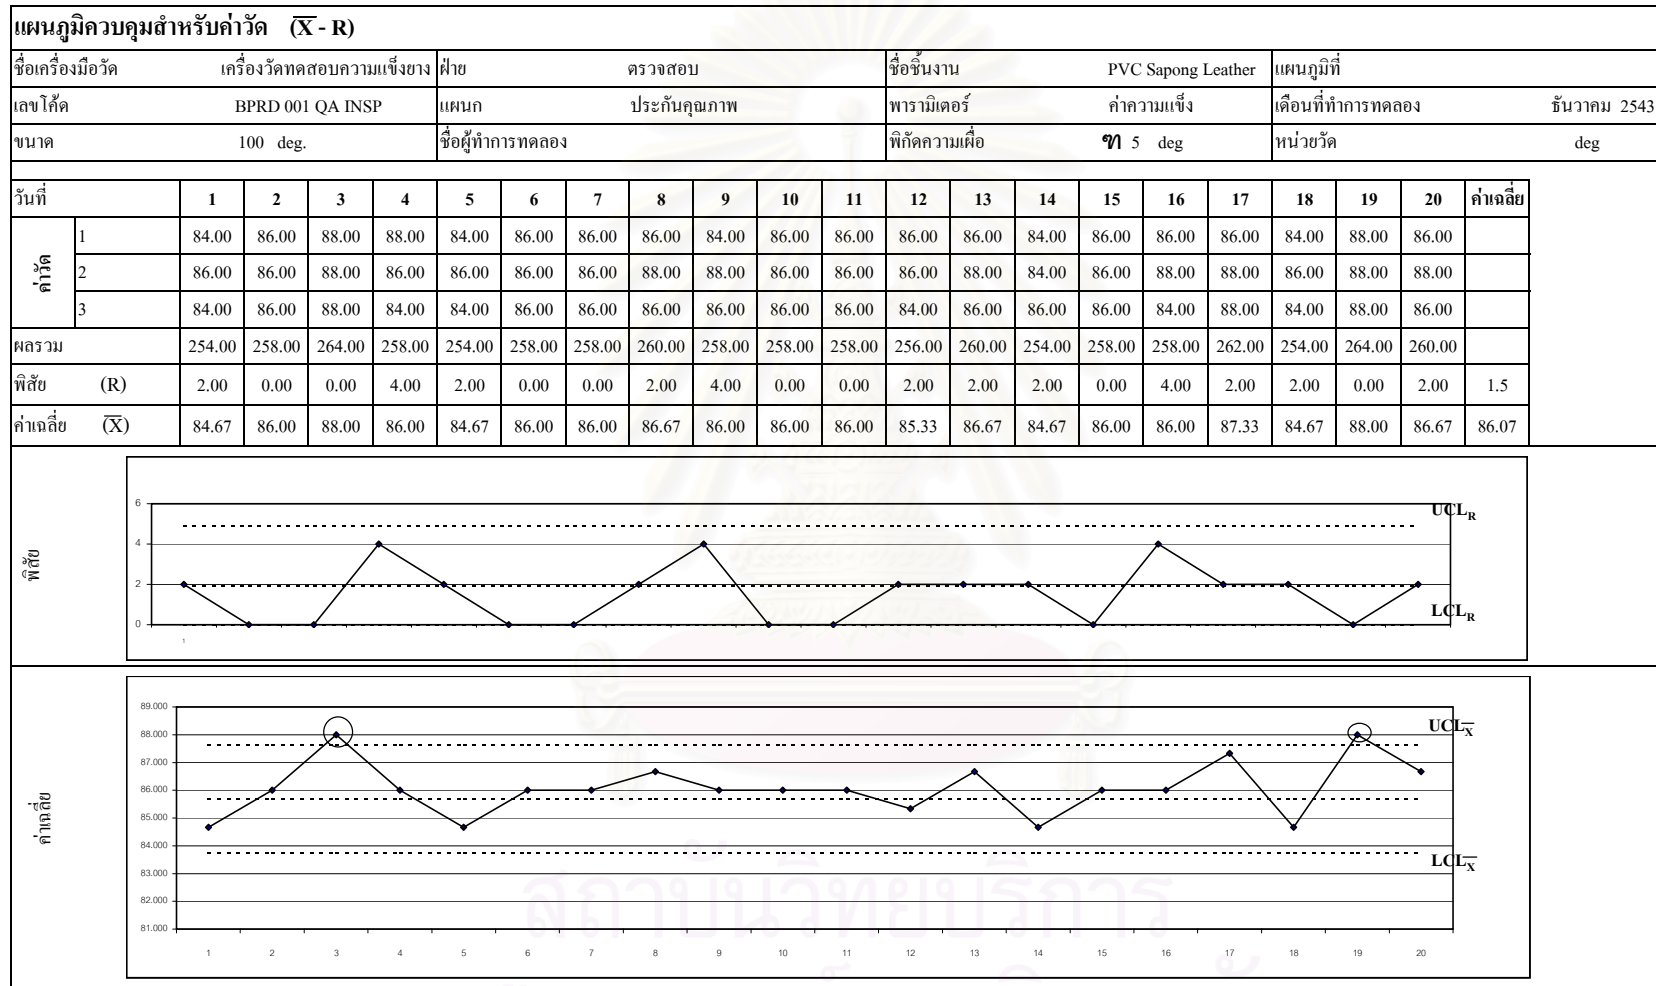 แผนภูมิควบคุมสำหรับค่าวัด (X̅ - R)
ชื่อเครื่องมือวัด เครื่องวัดทดสอบความแข็งยาง ฝ่าย ตรวจสอบ ชื่อชิ้นงาน PVC Sapong Leather แผนภูมิที่
เลขโค้ด BPRD 001 QA INSP แผนก ประกันคุณภาพ พารามิเตอร์ ค่าความแข็ง เดือนที่ทำการทดลอง ธันวาคม 2543
ขนาด 100 deg. ชื่อผู้ทำการทดลอง พิกัดความเผื่อ ฑ 5 deg หน่วยวัด deg
วันที่ 1 2 3 4 5 6 7 8 9 10 11 12 13 14 15 16 17 18 19 20 ค่าเฉลี่ย
ค่าวัด
1 84.00 86.00 88.00 88.00 84.00 86.00 86.00 86.00 84.00 86.00 86.00 86.00 86.00 84.00 86.00 86.00 86.00 84.00 88.00 86.00
2 86.00 86.00 88.00 86.00 86.00 86.00 86.00 88.00 88.00 86.00 86.00 86.00 88.00 84.00 86.00 88.00 88.00 86.00 88.00 88.00
3 84.00 86.00 88.00 84.00 84.00 86.00 86.00 86.00 86.00 86.00 86.00 84.00 86.00 86.00 86.00 84.00 88.00 84.00 88.00 86.00
ผลรวม 254.00 258.00 264.00 258.00 254.00 258.00 258.00 260.00 258.00 258.00 258.00 256.00 260.00 254.00 258.00 258.00 262.00 254.00 264.00 260.00
พิสัย (R) 2.00 0.00 0.00 4.00 2.00 0.00 0.00 2.00 4.00 0.00 0.00 2.00 2.00 2.00 0.00 4.00 2.00 2.00 0.00 2.00 1.5
ค่าเฉลี่ย (X̅) 84.67 86.00 88.00 86.00 84.67 86.00 86.00 86.67 86.00 86.00 86.00 85.33 86.67 84.67 86.00 86.00 87.33 84.67 88.00 86.67 86.07
พิสัย
6
UCL_R
4
2
LCL_R
0
1
ค่าเฉลี่ย
89.000
UCL_X̅
88.000
87.000
86.000
85.000
84.000
LCL_X̅
83.000
82.000
81.000
1 2 3 4 5 6 7 8 9 10 11 12 13 14 15 16 17 18 19 20
สถาบันวิทยบริการ